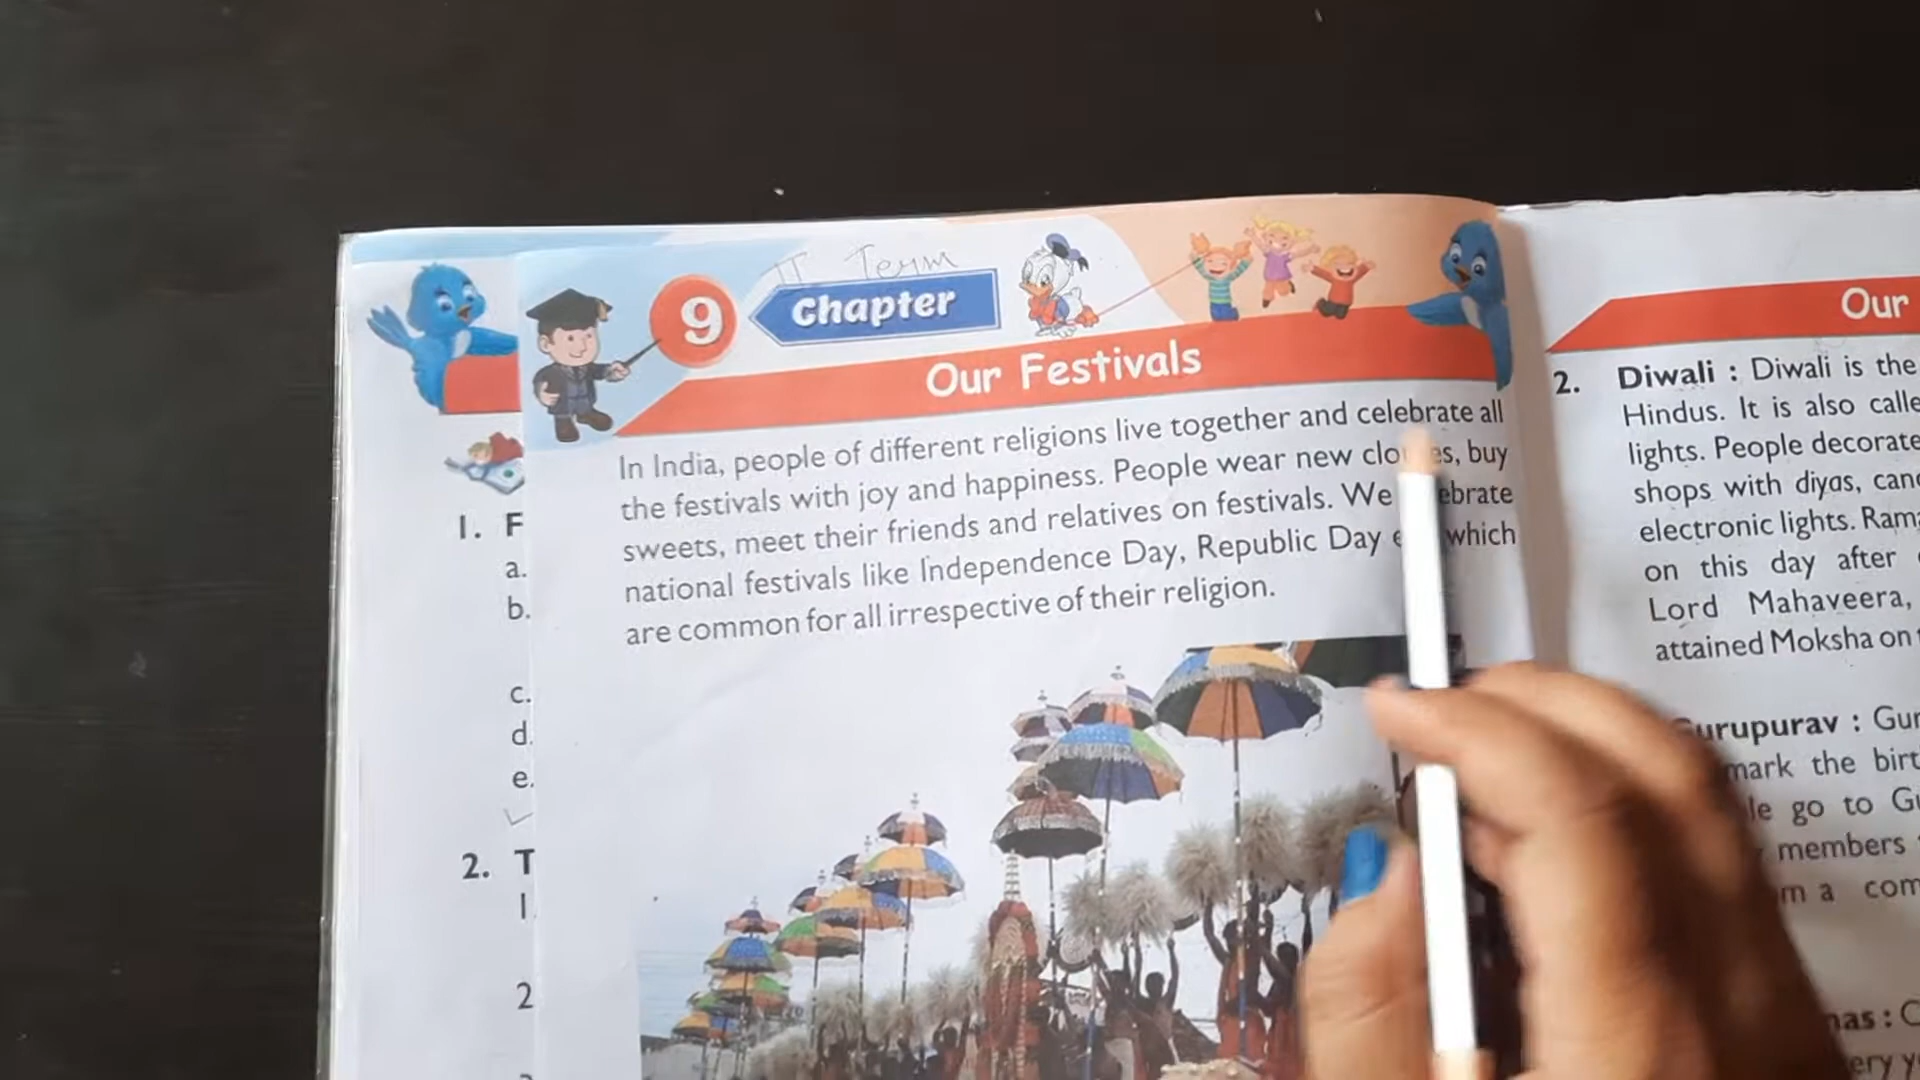 II Term
9 Chapter
Our Festivals
In India, people of different religions live together and celebrate all
the festivals with joy and happiness. People wear new clothes, buy
sweets, meet their friends and relatives on festivals. We celebrate
national festivals like Independence Day, Republic Day which
are common for all irrespective of their religion.
1. F
a.
b.
c.
d.
e.
2. T
1.
2
Our
2. Diwali : Diwali is the
Hindus. It is also calle
lights. People decorate
shops with diyas, can
electronic lights. Ram
on this day after
Lord Mahaveera,
attained Moksha on
urupurav : Gur
mark the birt
le go to Gu
members
m a com
nas : C
ery y